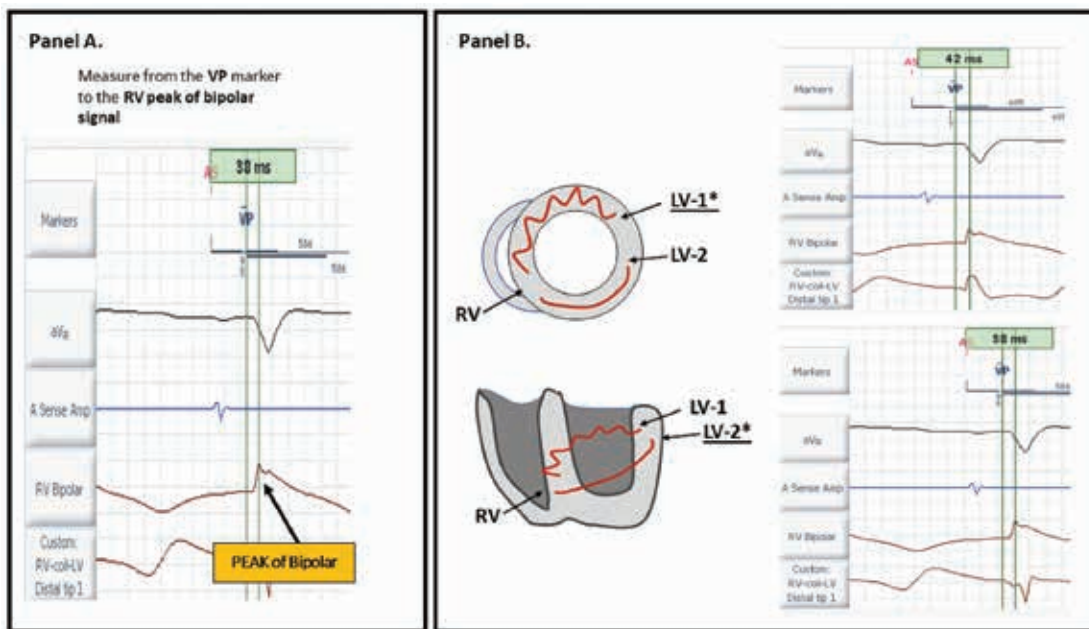 Panel A.
Measure from the VP marker
to the RV peak of bipolar
signal
38 ms
AS
VP
Markers
aVR
A Sense Amp
RV Bipolar
Custom:
RV-coil-LV
Distal tip 1
PEAK of Bipolar
Panel B.
LV-1*
LV-2
RV
LV-1
LV-2*
RV
42 ms
AS
VP
Markers
aVR
A Sense Amp
RV Bipolar
Custom:
RV-coil-LV
Distal tip 1
38 ms
VP
Markers
aVR
A Sense Amp
RV Bipolar
Custom:
RV-coil-LV
Distal tip 1